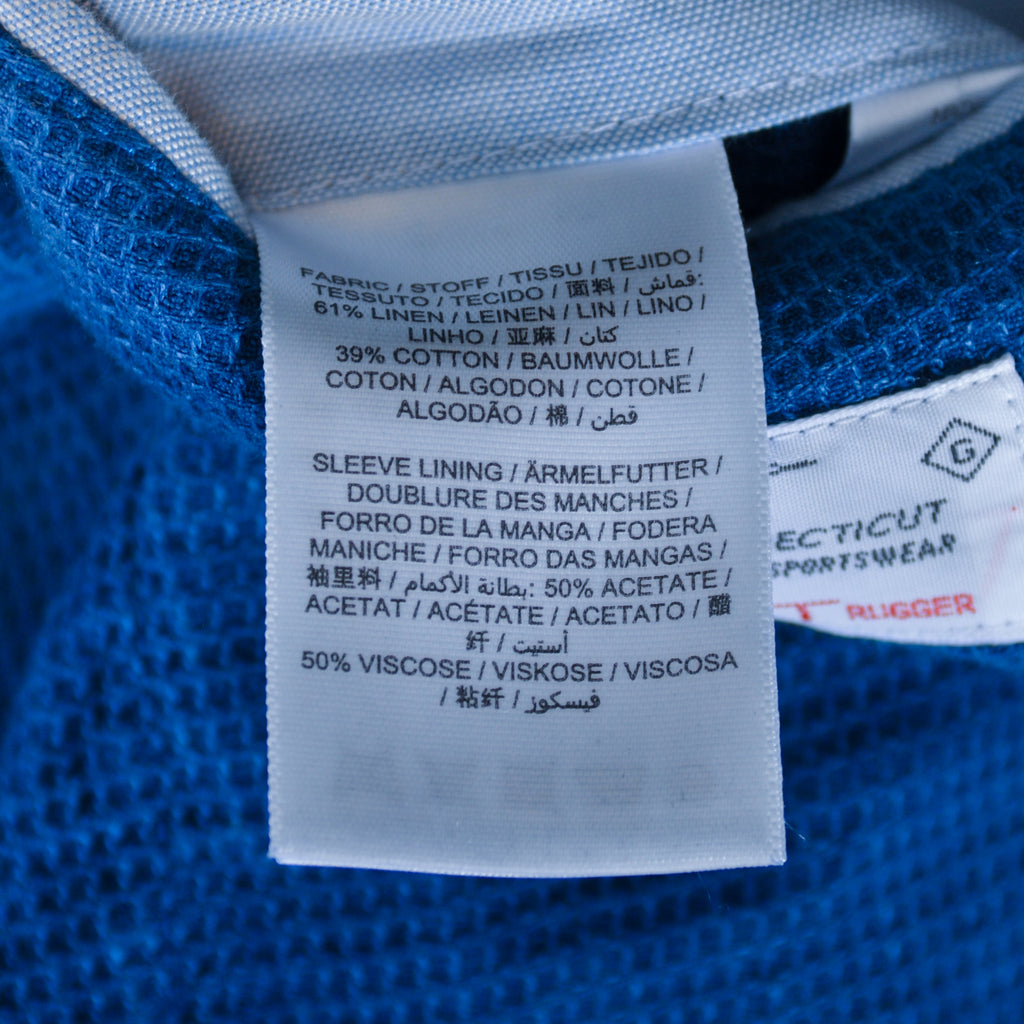 FABRIC / STOFF / TISSU / TEJIDO /
TESSUTO / TECIDO / 面料 / قماش:
61% LINEN / LEINEN / LIN / LINO /
LINHO / 亚麻 / كتان
39% COTTON / BAUMWOLLE /
COTON / ALGODON / COTONE /
ALGODÃO / 棉 / قطن
SLEEVE LINING / ÄRMELFUTTER /
DOUBLURE DES MANCHES /
FORRO DE LA MANGA / FODERA
MANICHE / FORRO DAS MANGAS /
袖里料 / بطانة الأكمام: 50% ACETATE /
ACETAT / ACÉTATE / ACETATO / 醋
纤 / أستيت
50% VISCOSE / VISKOSE / VISCOSA
/ 粘纤 / فيسكوز
G
ECTICUT
SPORTSWEAR
RUGGER